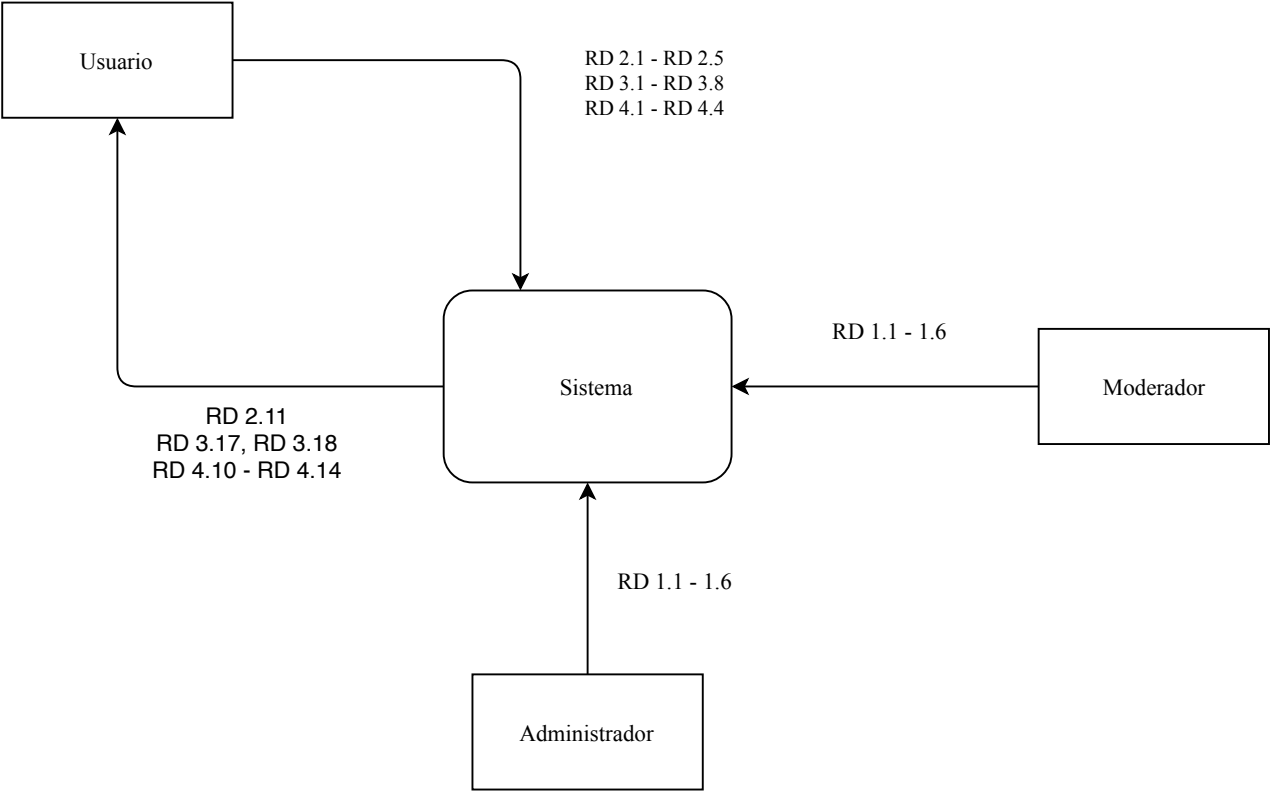 Usuario
RD 2.1 - RD 2.5
RD 3.1 - RD 3.8
RD 4.1 - RD 4.4
RD 1.1 - 1.6
Sistema
Moderador
RD 2.11
RD 3.17, RD 3.18
RD 4.10 - RD 4.14
RD 1.1 - 1.6
Administrador